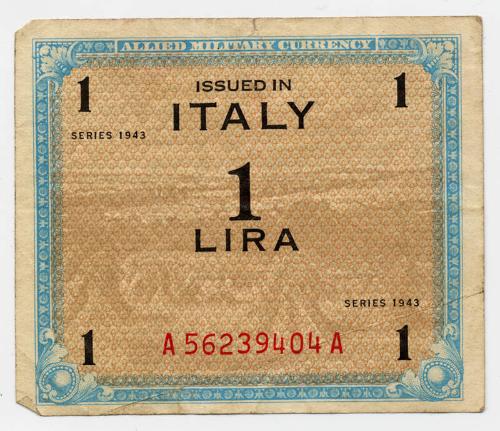 ALLIED MILITARY CURRENCY
1 ISSUED IN 1
ITALY
SERIES 1943
1
LIRA
SERIES 1943
1 A56239404A 1